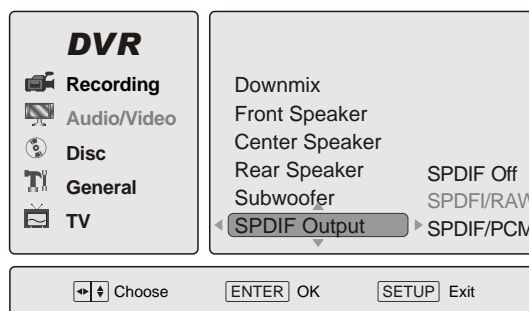 DVR
Recording
Audio/Video
Disc
General
TV
Downmix
Front Speaker
Center Speaker
Rear Speaker
Subwoofer
SPDIF Output
SPDIF Off
SPDFI/RAW
SPDIF/PCM
Choose
ENTER OK
SETUP Exit